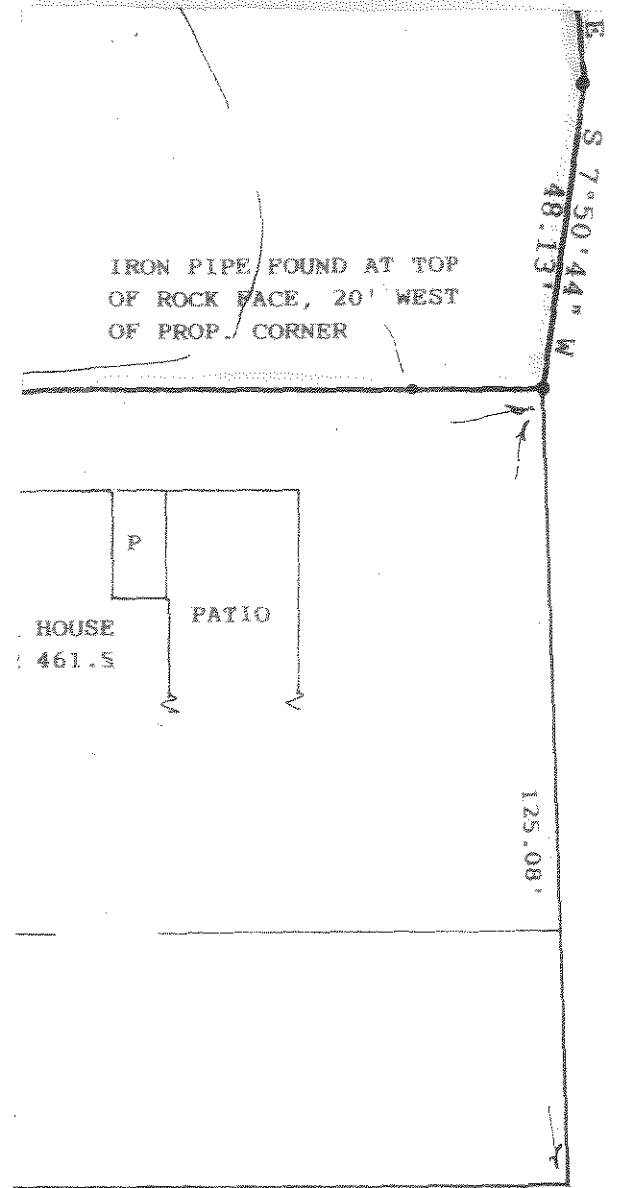 E
S 7°50'44" W
48.13'
IRON PIPE FOUND AT TOP
OF ROCK FACE, 20' WEST
OF PROP. CORNER
P
PATIO
HOUSE
461.5
125.08'